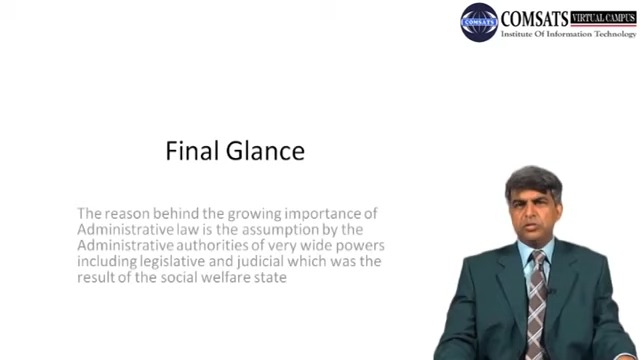 COMSATS VIRTUAL CAMPUS
Institute Of Information Technology
Final Glance
The reason behind the growing importance of
Administrative law is the assumption by the
Administrative authorities of very wide powers
including legislative and judicial which was the
result of the social welfare state